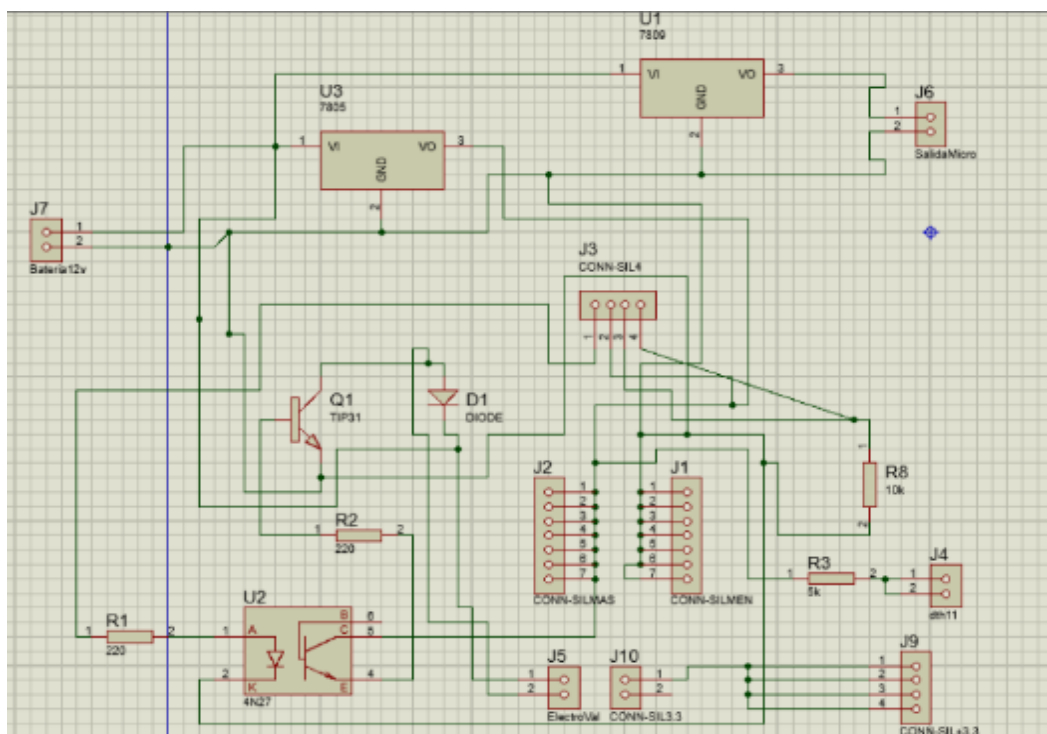 U1
7809
1
VI
VO
3
GND
2
U3
7805
1
VI
VO
3
GND
2
J6
1
2
SalidaMicro
J7
1
2
Bateria12v
J3
CONN-SIL4
1
2
3
4
Q1
TIP31
D1
DIODE
1
R8
10k
2
J2
1
2
3
4
5
6
7
CONN-SILMAS
J1
1
2
3
4
5
6
7
CONN-SILMEN
R2
1
2
220
R3
1
2
5k
J4
1
2
dth11
R1
1
2
220
U2
1
A
B
6
C
5
2
K
E
4
4N27
J5
1
2
ElectroVal
J10
1
2
CONN-SIL3.3
J9
1
2
3
4